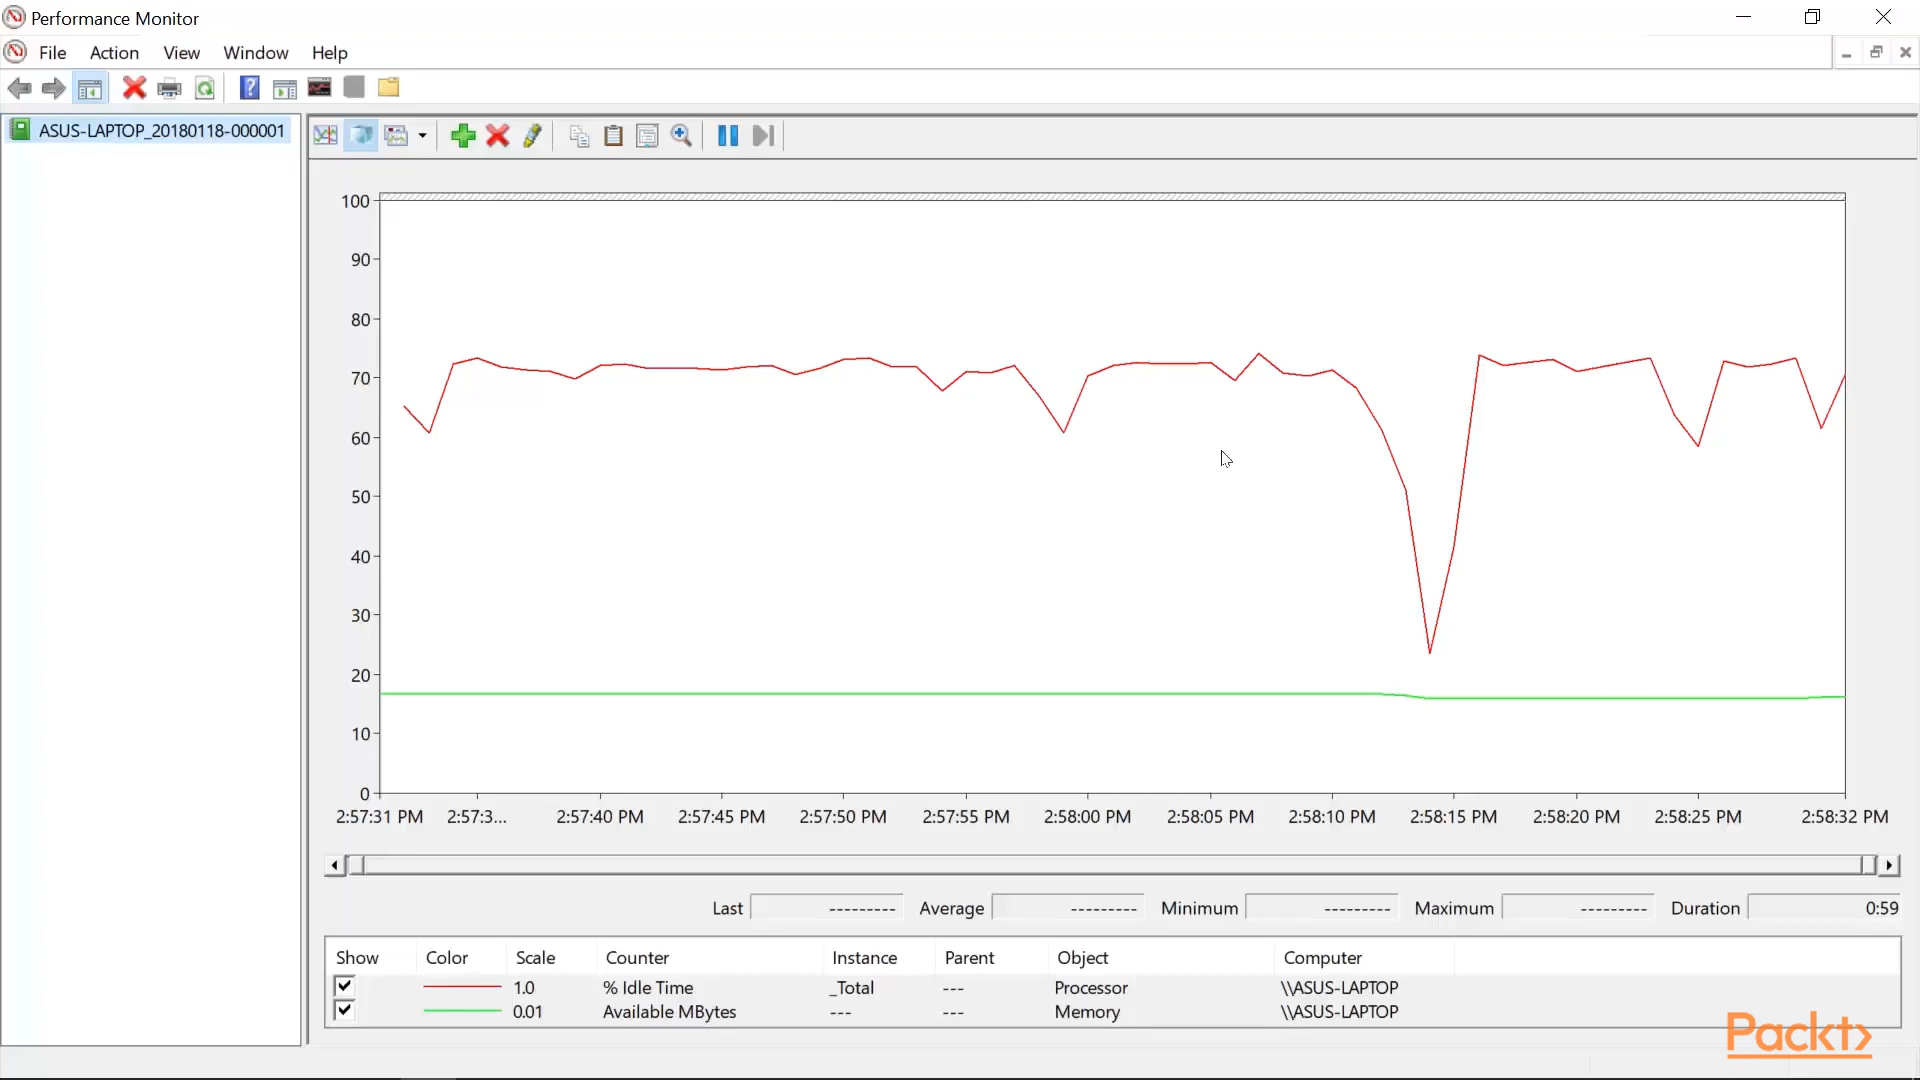 Performance Monitor
File Action View Window Help
ASUS-LAPTOP_20180118-000001
100
90
80
70
60
50
40
30
20
10
0
2:57:31 PM 2:57:3... 2:57:40 PM 2:57:45 PM 2:57:50 PM 2:57:55 PM 2:58:00 PM 2:58:05 PM 2:58:10 PM 2:58:15 PM 2:58:20 PM 2:58:25 PM 2:58:32 PM
Last --------- Average --------- Minimum --------- Maximum --------- Duration 0:59
Show Color Scale Counter Instance Parent Object Computer
1.0 % Idle Time _Total --- Processor \\ASUS-LAPTOP
0.01 Available MBytes --- --- Memory \\ASUS-LAPTOP
Packt>